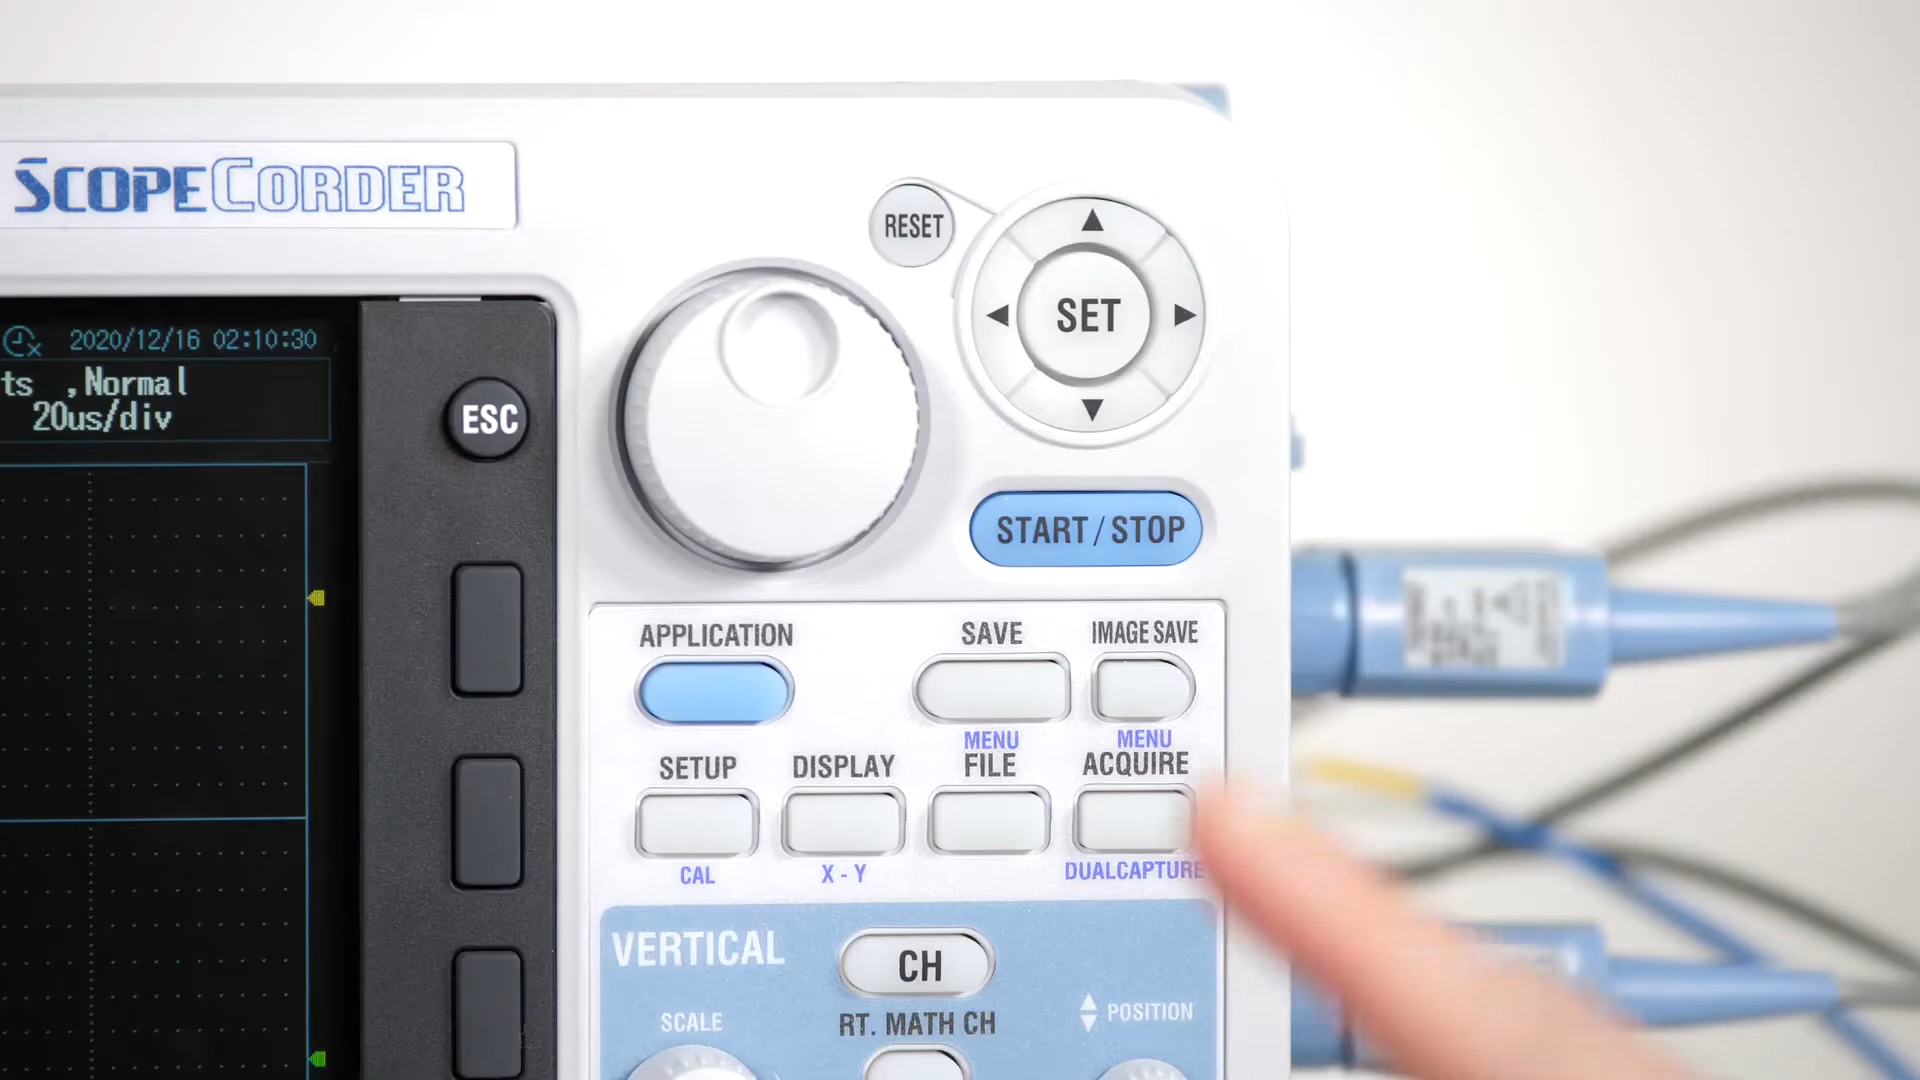 SCOPECORDER
RESET
SET
2020/12/16 02:10:30
ts ,Normal
20us/div
ESC
START / STOP
APPLICATION
SAVE
IMAGE SAVE
MENU
MENU
SETUP
DISPLAY
FILE
ACQUIRE
CAL
X - Y
DUALCAPTURE
VERTICAL
CH
SCALE
RT. MATH CH
POSITION